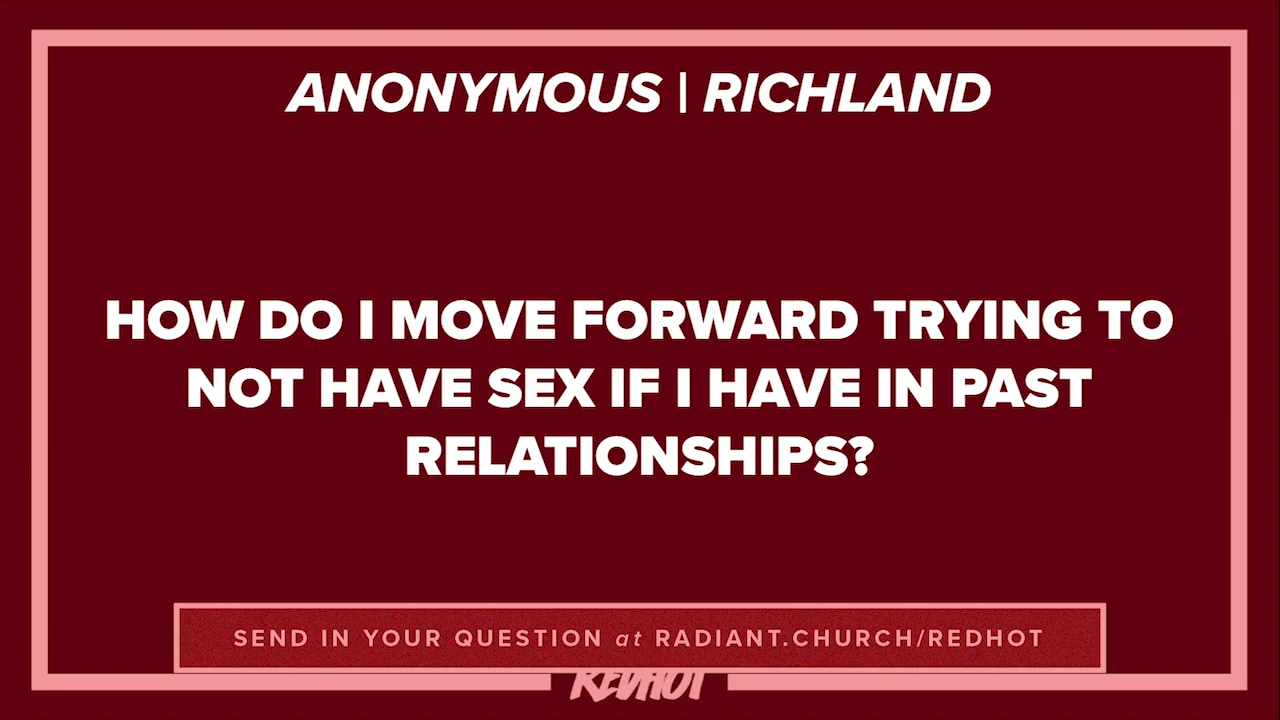 ANONYMOUS | RICHLAND
HOW DO I MOVE FORWARD TRYING TO
NOT HAVE SEX IF I HAVE IN PAST
RELATIONSHIPS?
SEND IN YOUR QUESTION at RADIANT.CHURCH/REDHOT
REDHOT